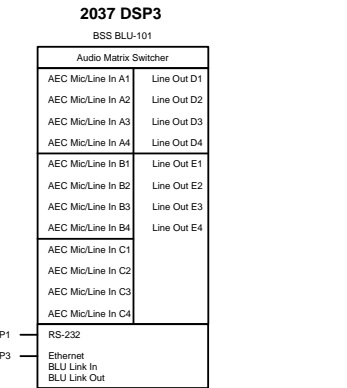 2037 DSP3
BSS BLU-101
Audio Matrix Switcher
AEC Mic/Line In A1 Line Out D1
AEC Mic/Line In A2 Line Out D2
AEC Mic/Line In A3 Line Out D3
AEC Mic/Line In A4 Line Out D4
AEC Mic/Line In B1 Line Out E1
AEC Mic/Line In B2 Line Out E2
AEC Mic/Line In B3 Line Out E3
AEC Mic/Line In B4 Line Out E4
AEC Mic/Line In C1
AEC Mic/Line In C2
AEC Mic/Line In C3
AEC Mic/Line In C4
P1 RS-232
P3 Ethernet
BLU Link In
BLU Link Out